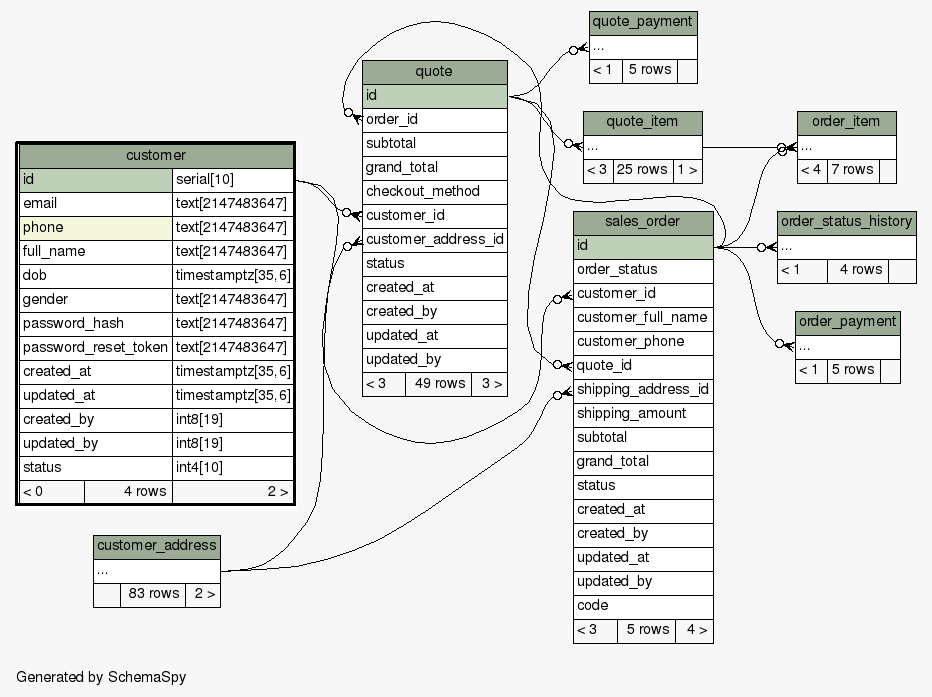 customer
id serial[10]
email text[2147483647]
phone text[2147483647]
full_name text[2147483647]
dob timestamptz[35,6]
gender text[2147483647]
password_hash text[2147483647]
password_reset_token text[2147483647]
created_at timestamptz[35,6]
updated_at timestamptz[35,6]
created_by int8[19]
updated_by int8[19]
status int4[10]
< 0 4 rows 2 >
customer_address
...
83 rows 2 >
quote
id
order_id
subtotal
grand_total
checkout_method
customer_id
customer_address_id
status
created_at
created_by
updated_at
updated_by
< 3 49 rows 3 >
quote_payment
...
< 1 5 rows
quote_item
...
< 3 25 rows 1 >
sales_order
id
order_status
customer_id
customer_full_name
customer_phone
quote_id
shipping_address_id
shipping_amount
subtotal
grand_total
status
created_at
created_by
updated_at
updated_by
code
< 3 5 rows 4 >
order_item
...
< 4 7 rows
order_status_history
...
< 1 4 rows
order_payment
...
< 1 5 rows
Generated by SchemaSpy